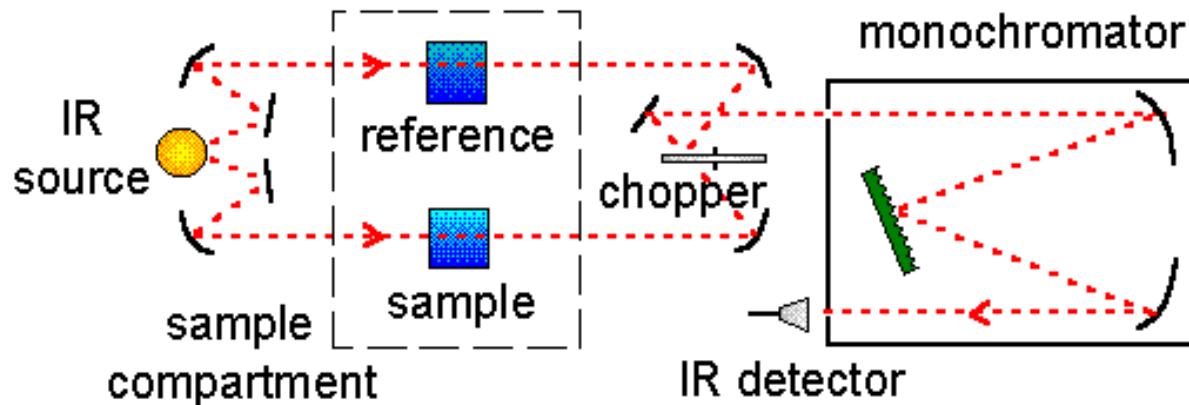 monochromator
IR
source
reference
chopper
sample
sample
compartment
IR detector